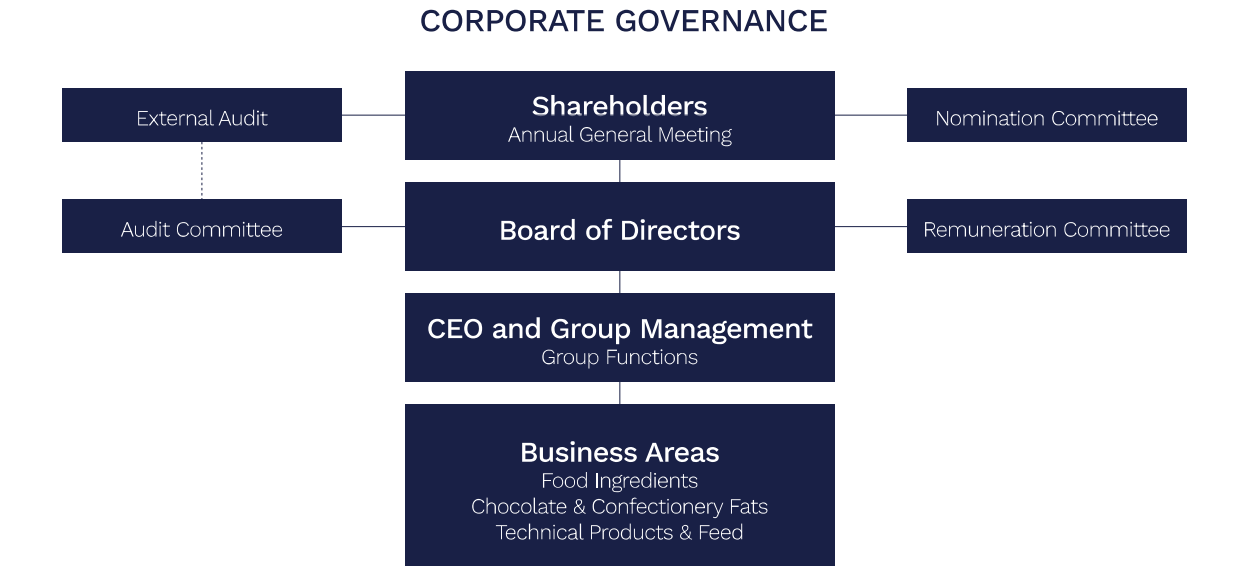 CORPORATE GOVERNANCE
External Audit
Shareholders
Annual General Meeting
Nomination Committee
Audit Committee
Board of Directors
Remuneration Committee
CEO and Group Management
Group Functions
Business Areas
Food Ingredients
Chocolate & Confectionery Fats
Technical Products & Feed